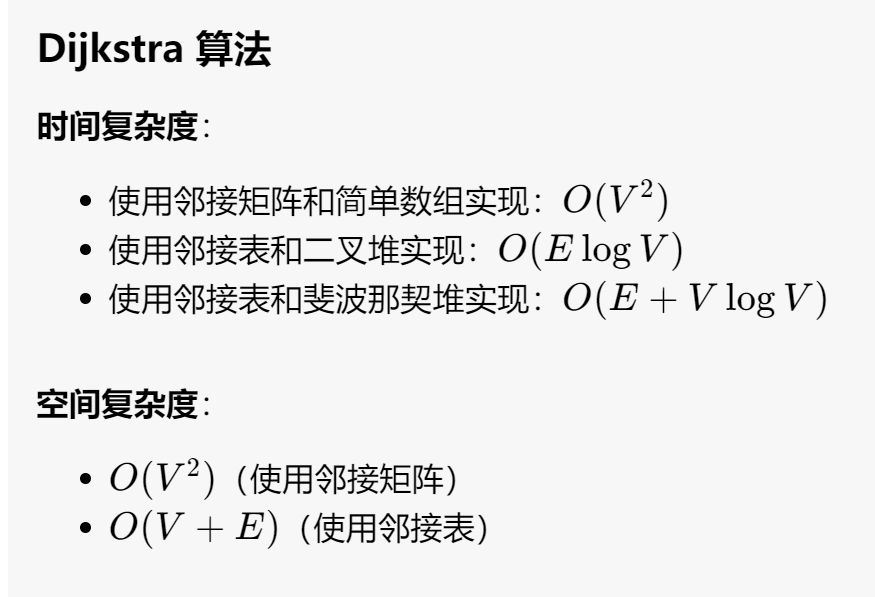 Dijkstra 算法
时间复杂度：
• 使用邻接矩阵和简单数组实现：O(V²)
• 使用邻接表和二叉堆实现：O(E log V)
• 使用邻接表和斐波那契堆实现：O(E + V log V)
空间复杂度：
• O(V²)（使用邻接矩阵）
• O(V + E)（使用邻接表）